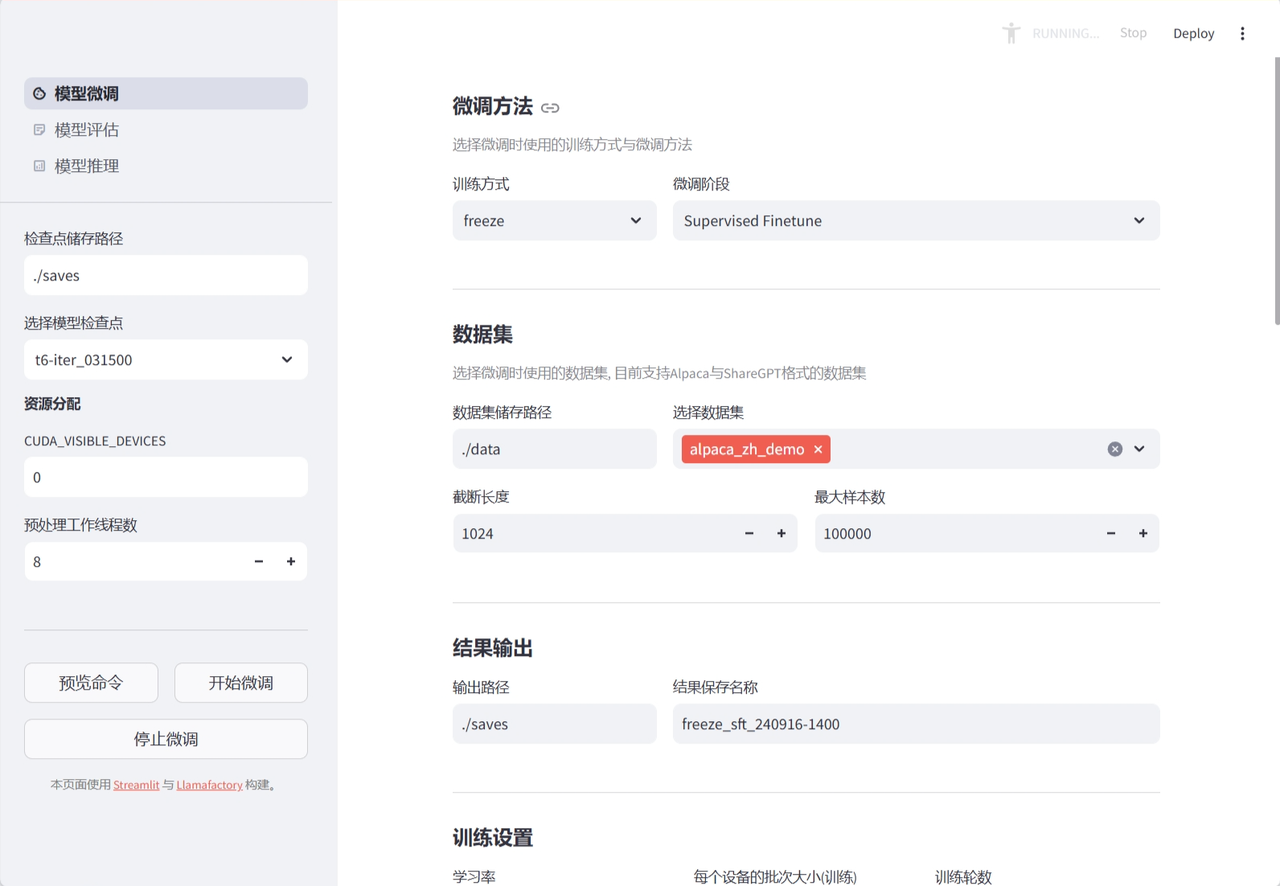 RUNNING...
Stop
Deploy
模型微调
模型评估
模型推理
检查点储存路径
./saves
选择模型检查点
t6-iter_031500
资源分配
CUDA_VISIBLE_DEVICES
0
预处理工作线程数
8
预览命令
开始微调
停止微调
本页面使用 Streamlit 与 Llamafactory 构建。
微调方法
选择微调时使用的训练方式与微调方法
训练方式
微调阶段
freeze
Supervised Finetune
数据集
选择微调时使用的数据集, 目前支持Alpaca与ShareGPT格式的数据集
数据集储存路径
选择数据集
./data
alpaca_zh_demo
截断长度
最大样本数
1024
100000
结果输出
输出路径
结果保存名称
./saves
freeze_sft_240916-1400
训练设置
学习率
每个设备的批次大小(训练)
训练轮数